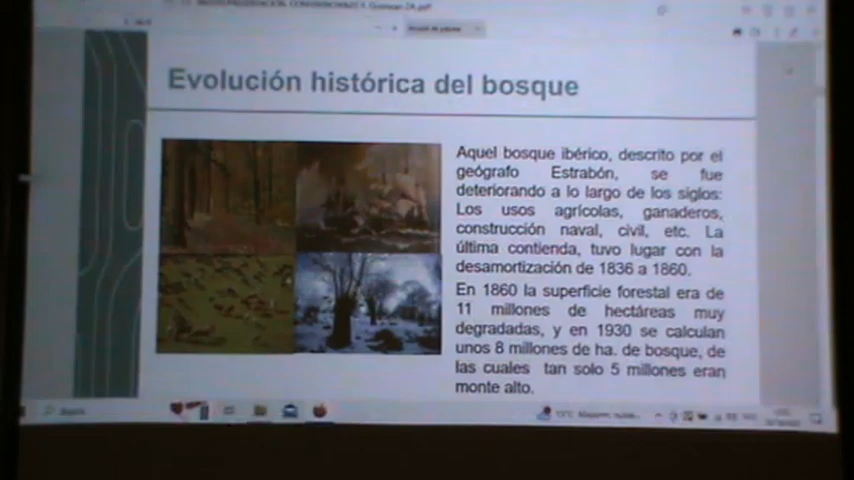 Evolución histórica del bosque
Aquel bosque ibérico, descrito por el
geógrafo Estrabón, se fue
deteriorando a lo largo de los siglos:
Los usos agrícolas, ganaderos,
construcción naval, civil, etc. La
última contienda, tuvo lugar con la
desamortización de 1836 a 1860.
En 1860 la superficie forestal era de
11 millones de hectáreas muy
degradadas, y en 1930 se calculan
unos 8 millones de ha. de bosque, de
las cuales tan solo 5 millones eran
monte alto.